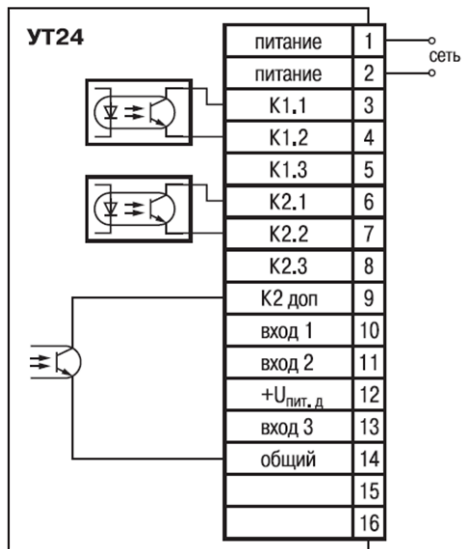 УТ24
питание 1
питание 2
сеть
К1.1 3
К1.2 4
К1.3 5
К2.1 6
К2.2 7
К2.3 8
К2 доп 9
вход 1 10
вход 2 11
+Uпит. д 12
вход 3 13
общий 14
15
16